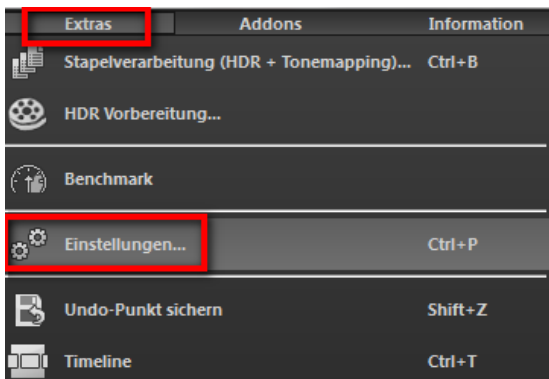 Extras Addons Information
Stapelverarbeitung (HDR + Tonemapping)... Ctrl+B
HDR Vorbereitung...
Benchmark
Einstellungen... Ctrl+P
Undo-Punkt sichern Shift+Z
Timeline Ctrl+T